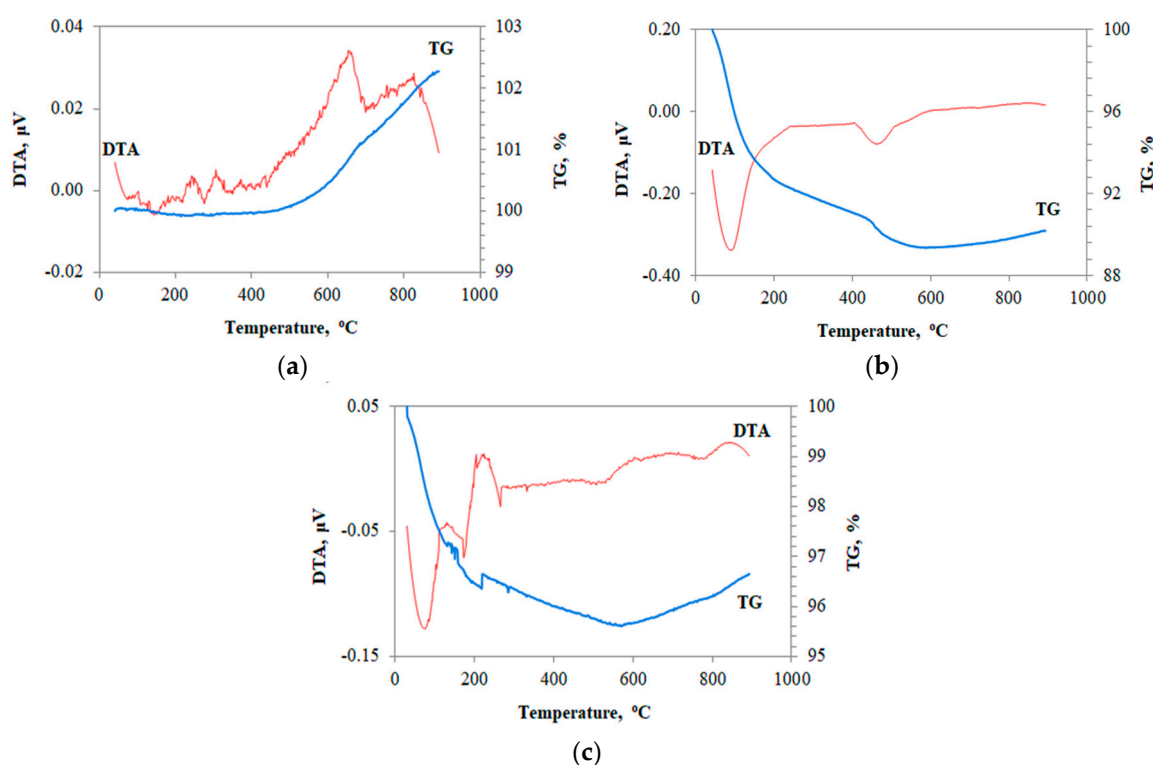 0.04
0.02
0.00
-0.02
DTA, µV
DTA
TG
103
102
101
100
99
TG, %
0 200 400 600 800 1000
Temperature, ⁰C
(a)
0.20
0.00
-0.20
-0.40
DTA, µV
DTA
TG
100
96
92
88
TG, %
0 200 400 600 800 1000
Temperature, ⁰C
(b)
0.05
-0.05
-0.15
DTA, µV
DTA
TG
100
99
98
97
96
95
TG, %
0 200 400 600 800 1000
Temperature, ⁰C
(c)